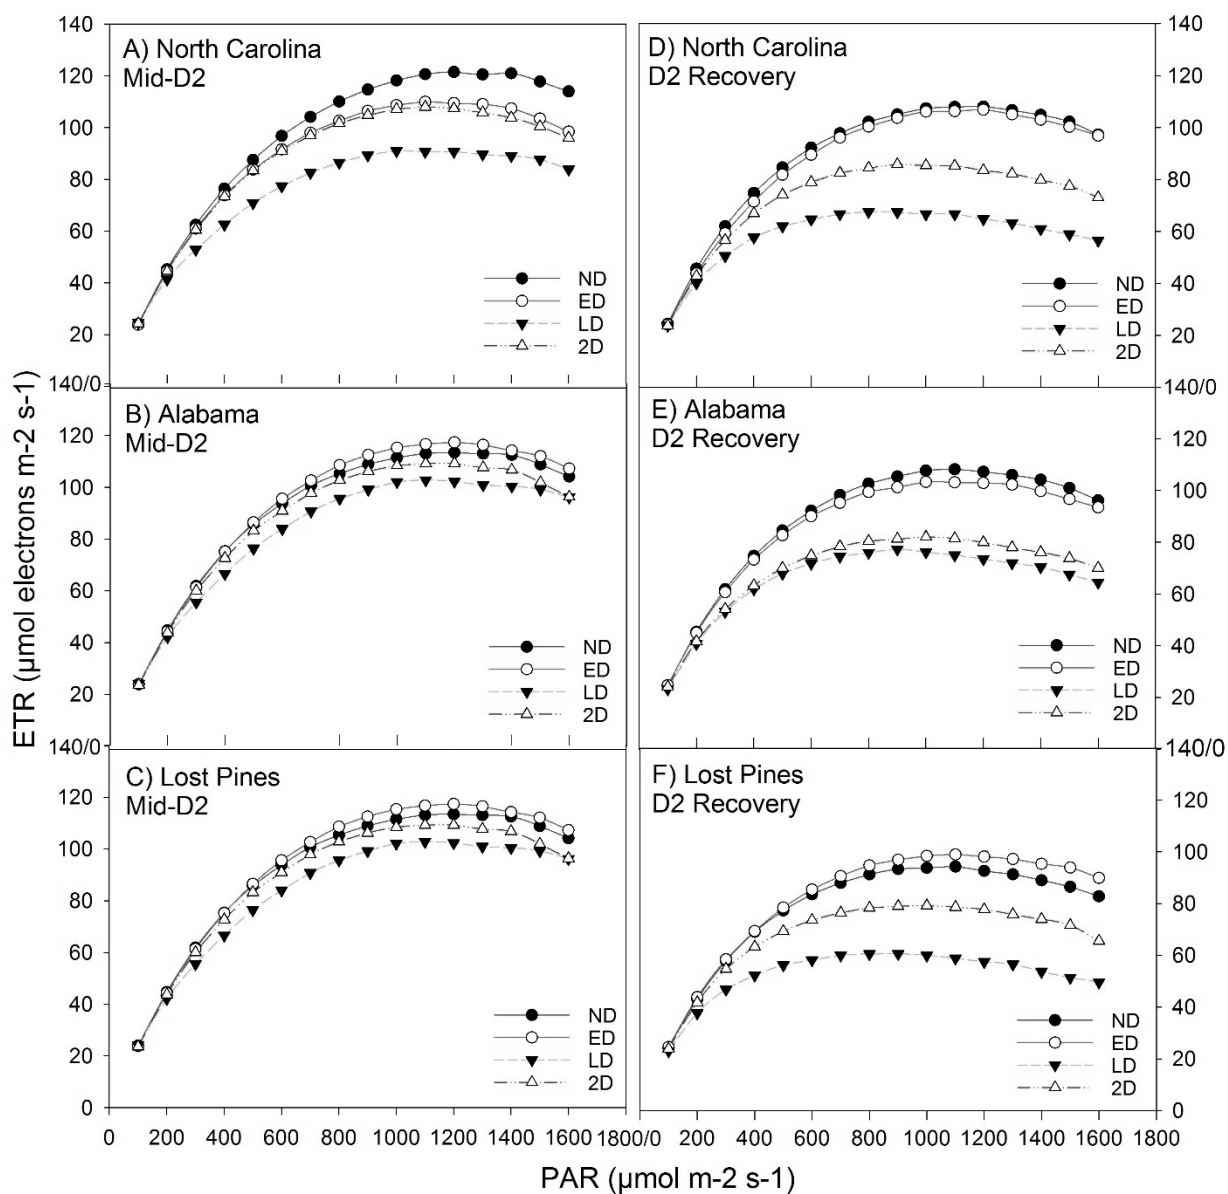 ETR (µmol electrons m-2 s-1)
A) North Carolina
Mid-D2
140
120
100
80
60
40
20
140/0
ND
ED
LD
2D
B) Alabama
Mid-D2
120
100
80
60
40
20
140/0
ND
ED
LD
2D
C) Lost Pines
Mid-D2
120
100
80
60
40
20
0
ND
ED
LD
2D
0 200 400 600 800 1000 1200 1400 1600 1800/0 200 400 600 800 1000 1200 1400 1600 1800
D) North Carolina
D2 Recovery
140
120
100
80
60
40
20
140/0
ND
ED
LD
2D
E) Alabama
D2 Recovery
120
100
80
60
40
20
140/0
ND
ED
LD
2D
F) Lost Pines
D2 Recovery
120
100
80
60
40
20
0
ND
ED
LD
2D
PAR (µmol m-2 s-1)